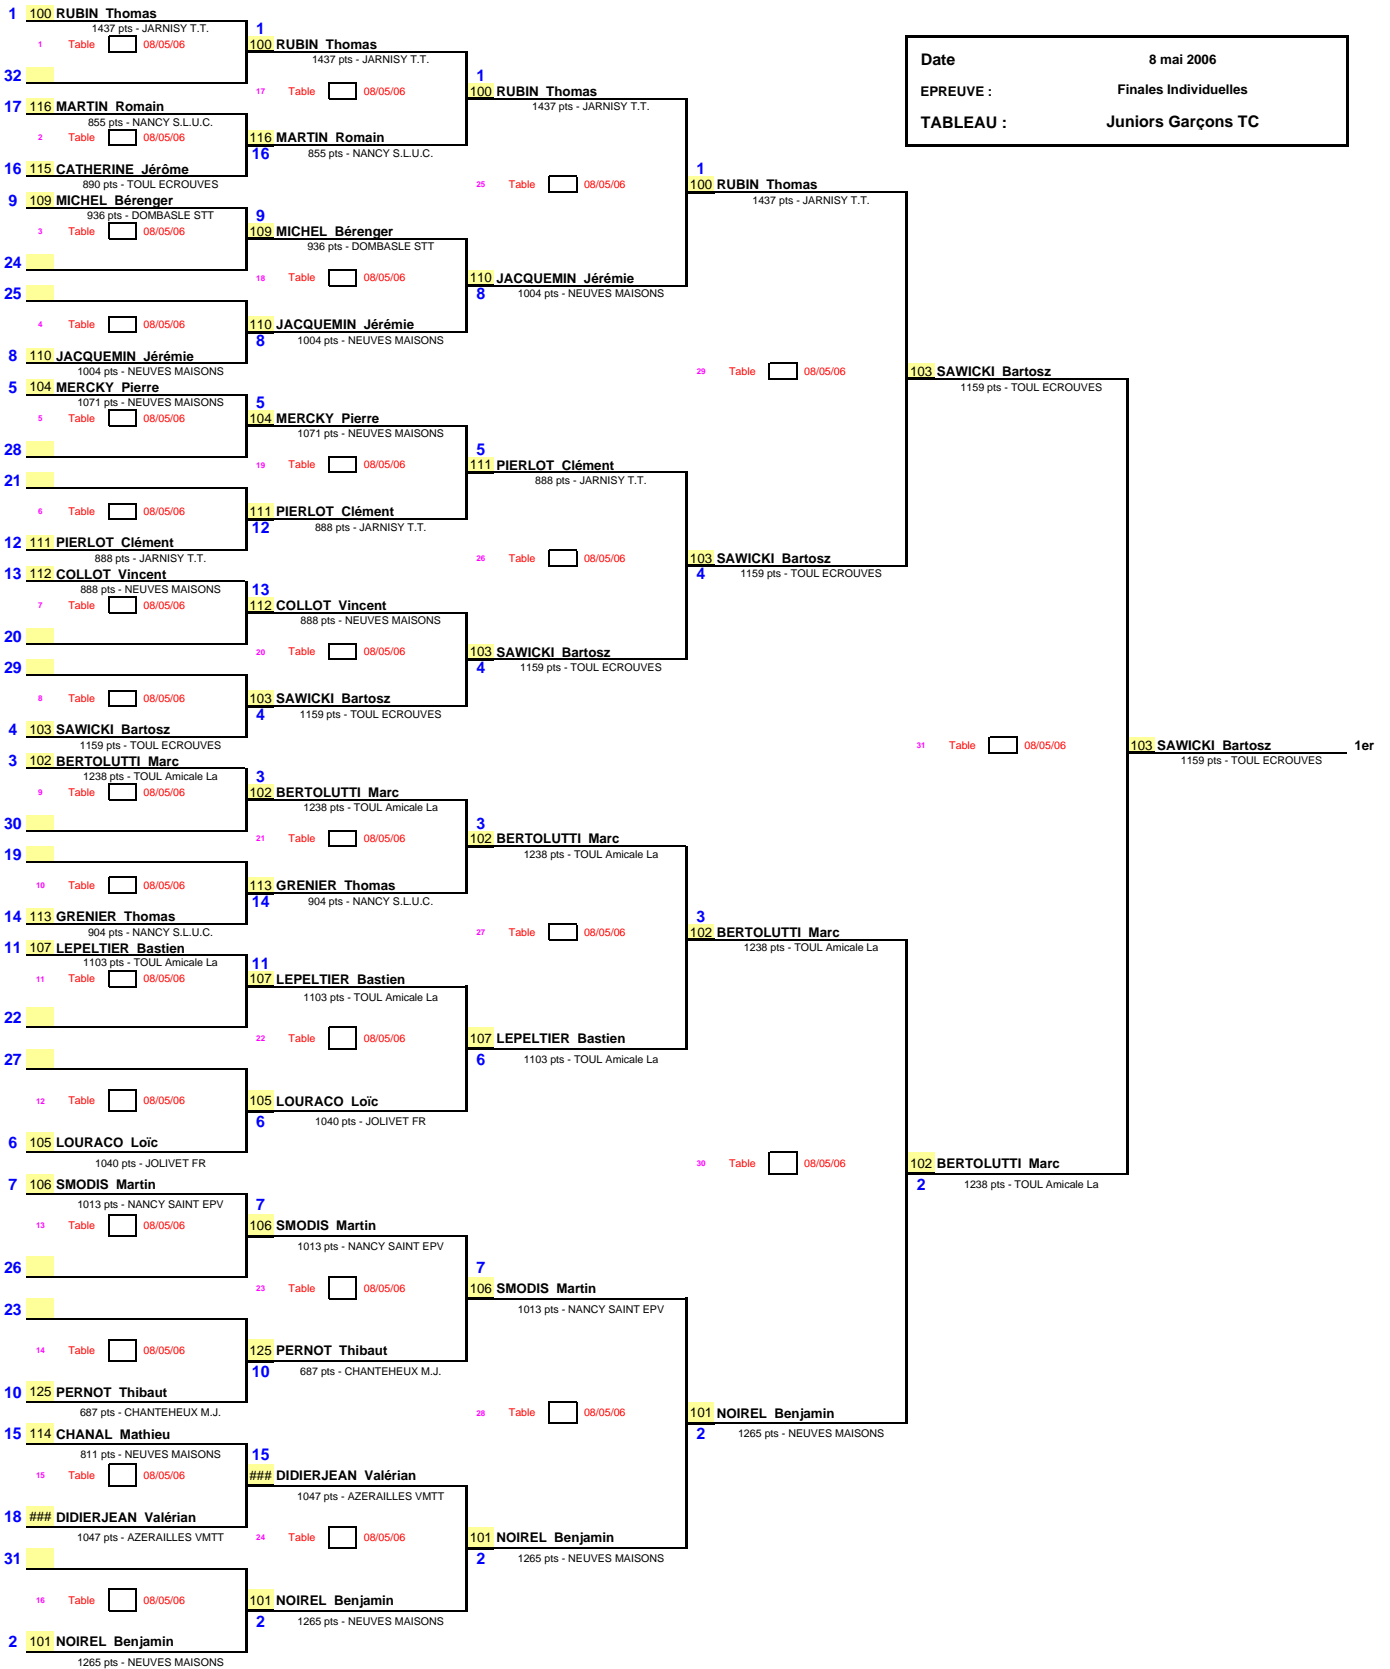 Date 8 mai 2006
EPREUVE : Finales Individuelles
TABLEAU : Juniors Garçons TC
1 100 RUBIN Thomas
1437 pts - JARNISY T.T.
1 Table 08/05/06
32
17 116 MARTIN Romain
855 pts - NANCY S.L.U.C.
2 Table 08/05/06
16 115 CATHERINE Jérôme
890 pts - TOUL ECROUVES
9 109 MICHEL Bérenger
936 pts - DOMBASLE STT
3 Table 08/05/06
24
25
4 Table 08/05/06
8 110 JACQUEMIN Jérémie
1004 pts - NEUVES MAISONS
5 104 MERCKY Pierre
1071 pts - NEUVES MAISONS
5 Table 08/05/06
28
21
6 Table 08/05/06
12 111 PIERLOT Clément
888 pts - JARNISY T.T.
13 112 COLLOT Vincent
888 pts - NEUVES MAISONS
7 Table 08/05/06
20
29
8 Table 08/05/06
4 103 SAWICKI Bartosz
1159 pts - TOUL ECROUVES
3 102 BERTOLUTTI Marc
1238 pts - TOUL Amicale La
9 Table 08/05/06
30
19
10 Table 08/05/06
14 113 GRENIER Thomas
904 pts - NANCY S.L.U.C.
11 107 LEPELTIER Bastien
1103 pts - TOUL Amicale La
11 Table 08/05/06
22
27
12 Table 08/05/06
6 105 LOURACO Loïc
1040 pts - JOLIVET FR
7 106 SMODIS Martin
1013 pts - NANCY SAINT EPV
13 Table 08/05/06
26
23
14 Table 08/05/06
10 125 PERNOT Thibaut
687 pts - CHANTEHEUX M.J.
15 114 CHANAL Mathieu
811 pts - NEUVES MAISONS
15 Table 08/05/06
18 ### DIDIERJEAN Valérian
1047 pts - AZERAILLES VMTT
31
16 Table 08/05/06
2 101 NOIREL Benjamin
1265 pts - NEUVES MAISONS
1
100 RUBIN Thomas
1437 pts - JARNISY T.T.
17 Table 08/05/06
116 MARTIN Romain
16 855 pts - NANCY S.L.U.C.
9
109 MICHEL Bérenger
936 pts - DOMBASLE STT
18 Table 08/05/06
110 JACQUEMIN Jérémie
8 1004 pts - NEUVES MAISONS
5
104 MERCKY Pierre
1071 pts - NEUVES MAISONS
19 Table 08/05/06
111 PIERLOT Clément
12 888 pts - JARNISY T.T.
13
112 COLLOT Vincent
888 pts - NEUVES MAISONS
20 Table 08/05/06
103 SAWICKI Bartosz
4 1159 pts - TOUL ECROUVES
3
102 BERTOLUTTI Marc
1238 pts - TOUL Amicale La
21 Table 08/05/06
113 GRENIER Thomas
14 904 pts - NANCY S.L.U.C.
11
107 LEPELTIER Bastien
1103 pts - TOUL Amicale La
22 Table 08/05/06
105 LOURACO Loïc
6 1040 pts - JOLIVET FR
7
106 SMODIS Martin
1013 pts - NANCY SAINT EPV
23 Table 08/05/06
125 PERNOT Thibaut
10 687 pts - CHANTEHEUX M.J.
15
### DIDIERJEAN Valérian
1047 pts - AZERAILLES VMTT
24 Table 08/05/06
101 NOIREL Benjamin
2 1265 pts - NEUVES MAISONS
1
100 RUBIN Thomas
1437 pts - JARNISY T.T.
25 Table 08/05/06
110 JACQUEMIN Jérémie
8 1004 pts - NEUVES MAISONS
5
111 PIERLOT Clément
888 pts - JARNISY T.T.
26 Table 08/05/06
103 SAWICKI Bartosz
4 1159 pts - TOUL ECROUVES
3
102 BERTOLUTTI Marc
1238 pts - TOUL Amicale La
27 Table 08/05/06
107 LEPELTIER Bastien
6 1103 pts - TOUL Amicale La
7
106 SMODIS Martin
1013 pts - NANCY SAINT EPV
28 Table 08/05/06
101 NOIREL Benjamin
2 1265 pts - NEUVES MAISONS
1
100 RUBIN Thomas
1437 pts - JARNISY T.T.
29 Table 08/05/06
103 SAWICKI Bartosz
4 1159 pts - TOUL ECROUVES
3
102 BERTOLUTTI Marc
1238 pts - TOUL Amicale La
30 Table 08/05/06
101 NOIREL Benjamin
2 1265 pts - NEUVES MAISONS
103 SAWICKI Bartosz
1159 pts - TOUL ECROUVES
31 Table 08/05/06
102 BERTOLUTTI Marc
2 1238 pts - TOUL Amicale La
103 SAWICKI Bartosz 1er
1159 pts - TOUL ECROUVES